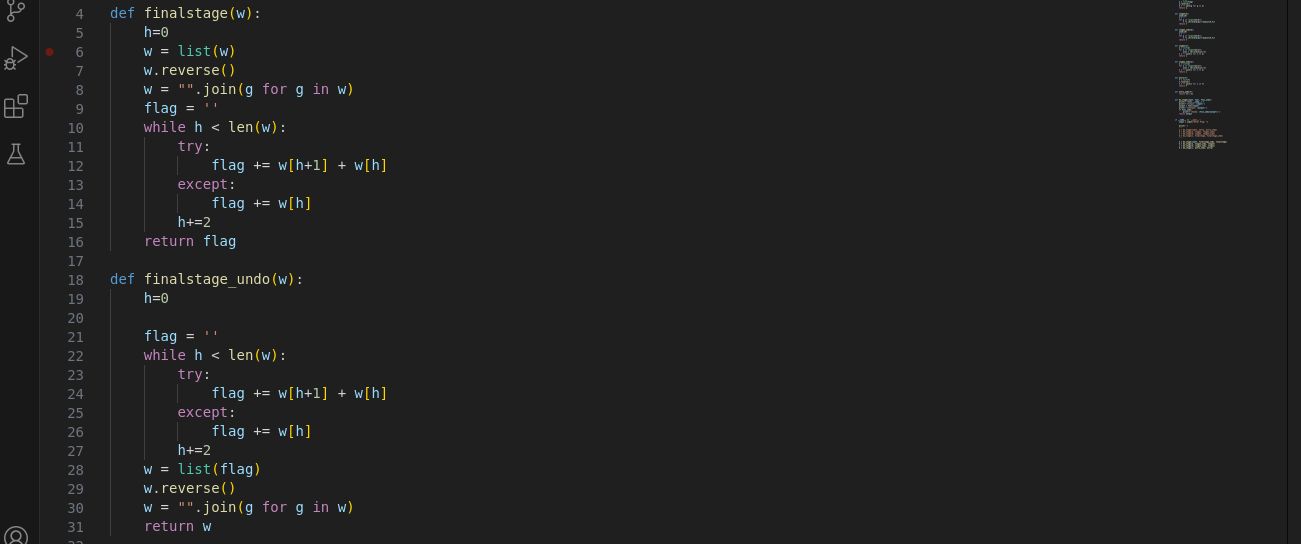 4 def finalstage(w):
5     h=0
6     w = list(w)
7     w.reverse()
8     w = "".join(g for g in w)
9     flag = ''
10     while h < len(w):
11         try:
12             flag += w[h+1] + w[h]
13         except:
14             flag += w[h]
15         h+=2
16     return flag
17
18 def finalstage_undo(w):
19     h=0
20
21     flag = ''
22     while h < len(w):
23         try:
24             flag += w[h+1] + w[h]
25         except:
26             flag += w[h]
27         h+=2
28     w = list(flag)
29     w.reverse()
30     w = "".join(g for g in w)
31     return w